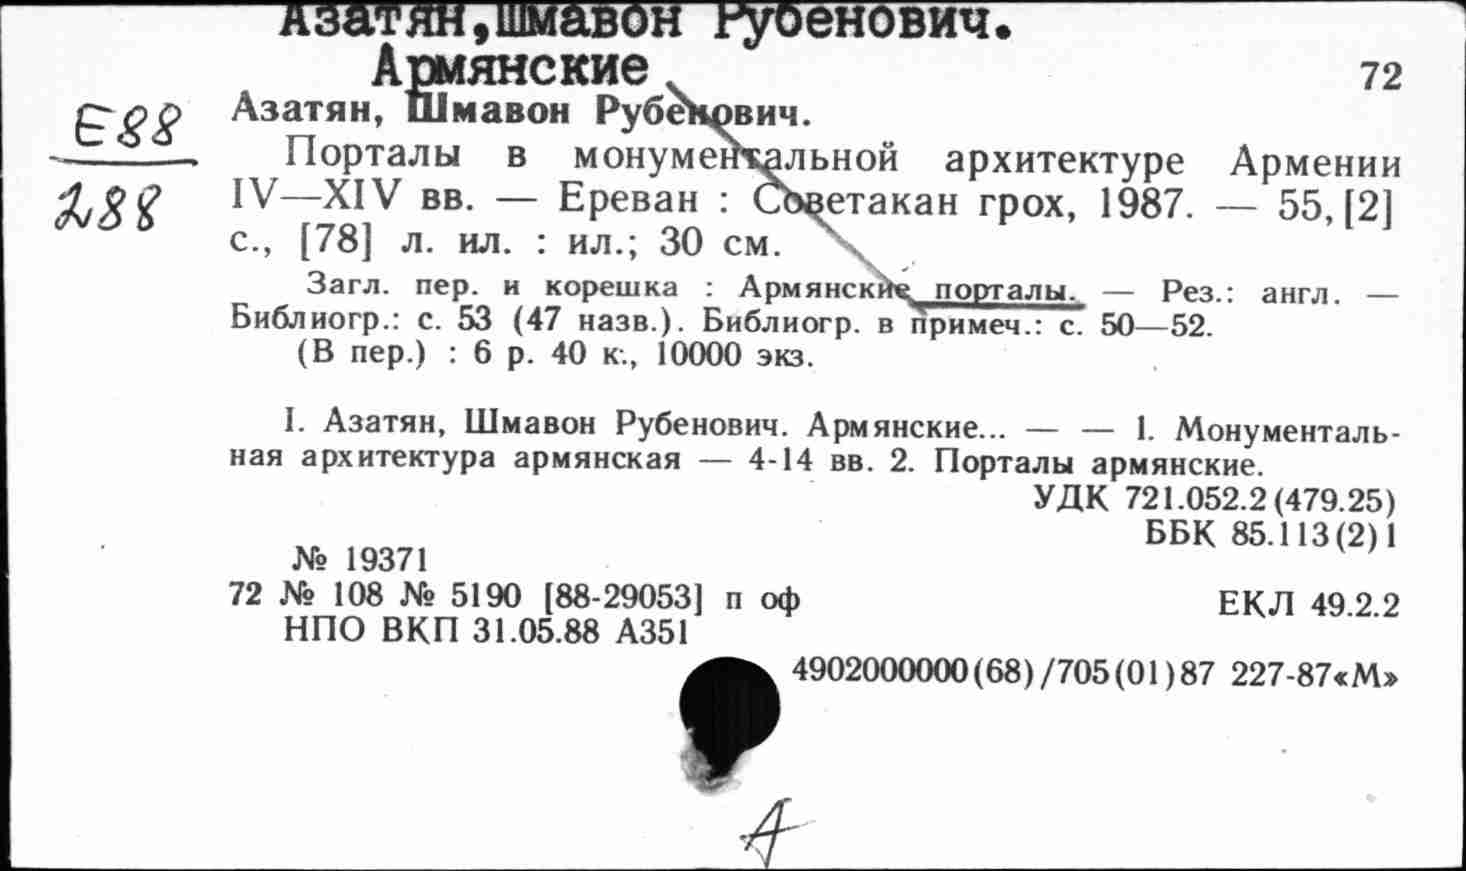 Азатян,Шмавон Рубенович.
Армянские
72
Азатян, Шмавон Рубенович.
E88
288
Порталы в монументальной архитектуре Армении
IV—XIV вв. — Ереван : Советакан грох, 1987. — 55, [2]
с., [78] л. ил. : ил.; 30 см.
Загл. пер. и корешка : Армянские порталы. — Рез.: англ. —
Библиогр.: с. 53 (47 назв.). Библиогр. в примеч.: с. 50—52.
(В пер.) : 6 р. 40 к., 10000 экз.
I. Азатян, Шмавон Рубенович. Армянские... — — 1. Монументаль-
ная архитектура армянская — 4-14 вв. 2. Порталы армянские.
УДК 721.052.2(479.25)
ББК 85.113(2)1
№ 19371
72 № 108 № 5190 [88-29053] п оф
ЕКЛ 49.2.2
НПО ВКП 31.05.88 А351
4902000000(68)/705(01)87 227-87«М»
А